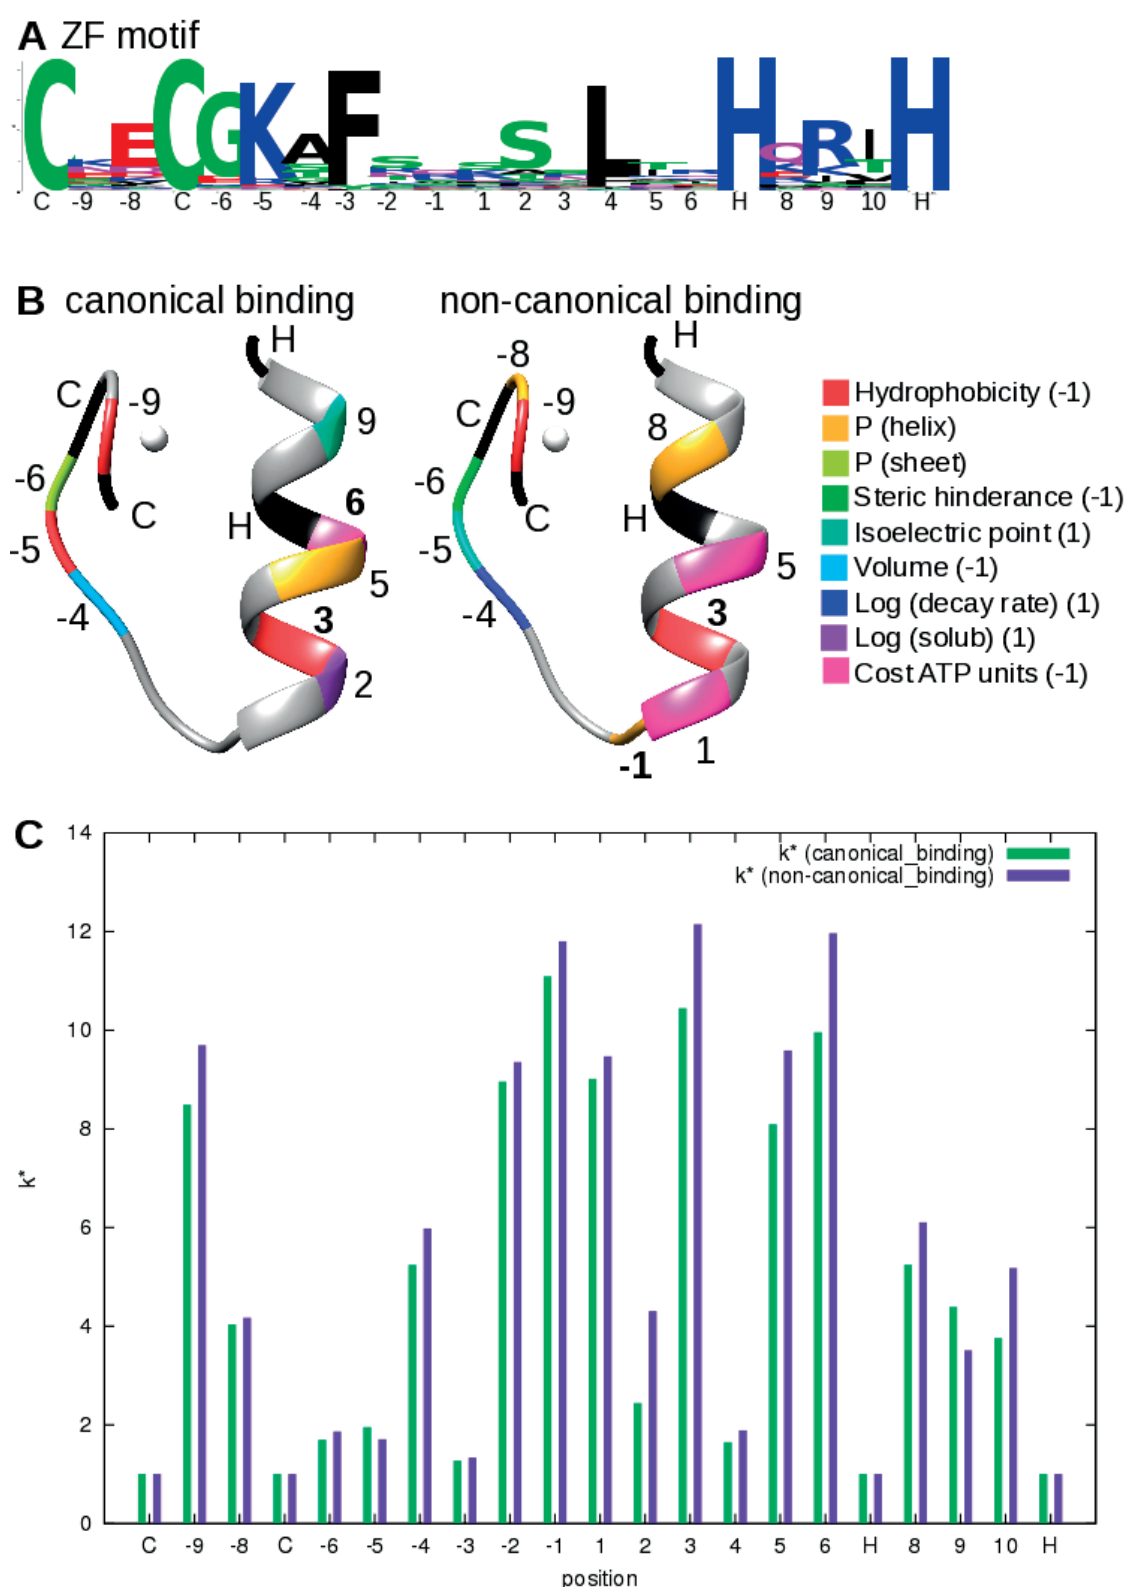 A ZF motif
C E C G K A F S L H Q R I H
C -9 -8 C -6 -5 -4 -3 -2 -1 1 2 3 4 5 6 H 8 9 10 H
B canonical binding non-canonical binding
H
H
-8
C
-9
9
C
-9
8
-6
C
6
H
-6
C
H
-5
5
-5
5
-4
3
-4
3
2
-1
1
Hydrophobicity (-1)
P (helix)
P (sheet)
Steric hinderance (-1)
Isoelectric point (1)
Volume (-1)
Log (decay rate) (1)
Log (solub) (1)
Cost ATP units (-1)
C
14
12
10
8
6
4
2
0
k*
k* (canonical_binding)
k* (non-canonical_binding)
C -9 -8 C -6 -5 -4 -3 -2 -1 1 2 3 4 5 6 H 8 9 10 H
position